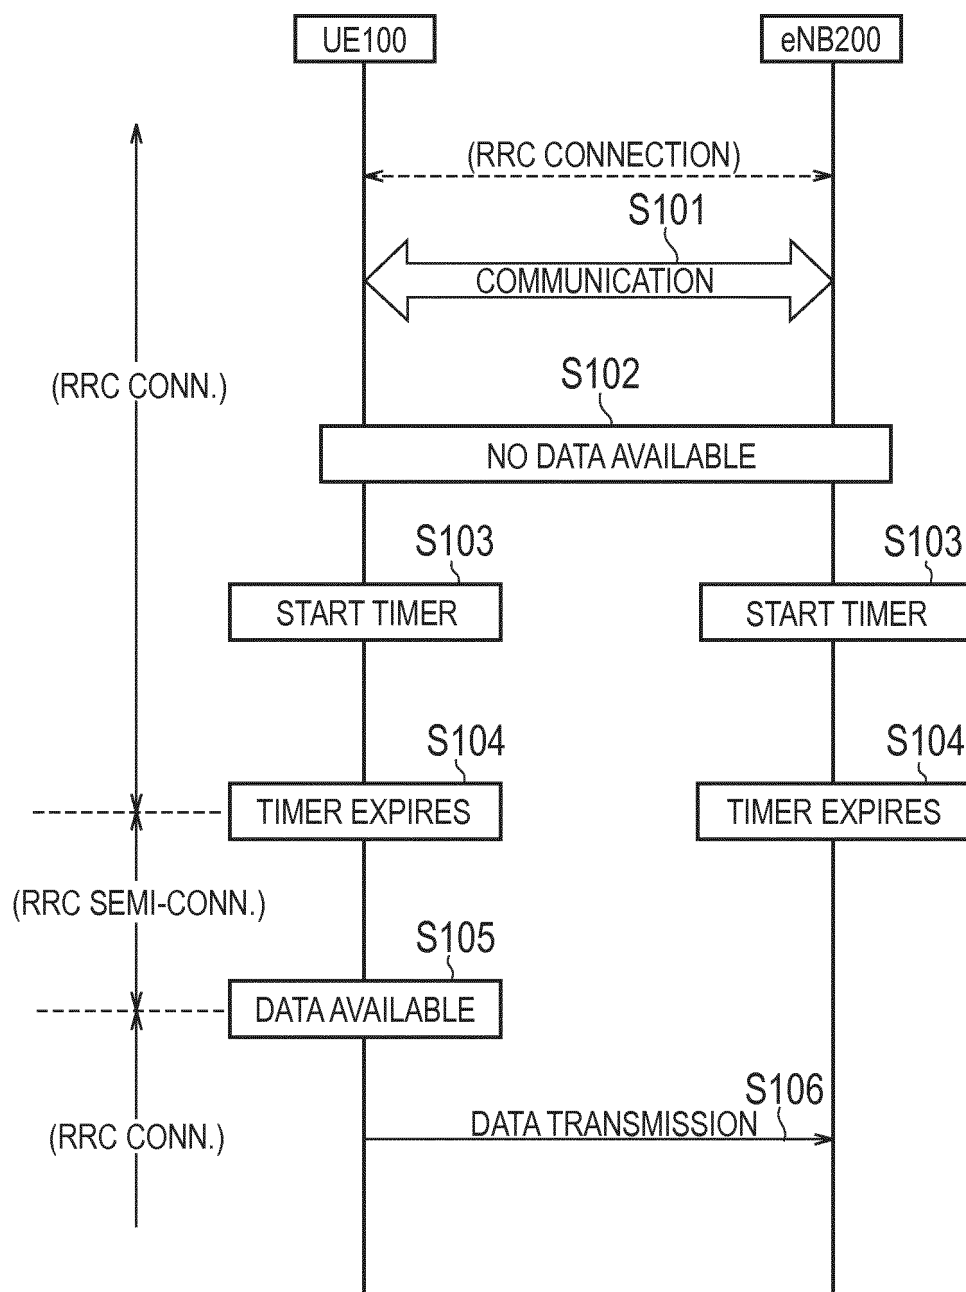 UE100
eNB200
(RRC CONNECTION)
S101
COMMUNICATION
(RRC CONN.)
S102
NO DATA AVAILABLE
S103
S103
START TIMER
START TIMER
S104
S104
TIMER EXPIRES
TIMER EXPIRES
(RRC SEMI-CONN.)
S105
DATA AVAILABLE
S106
DATA TRANSMISSION
(RRC CONN.)